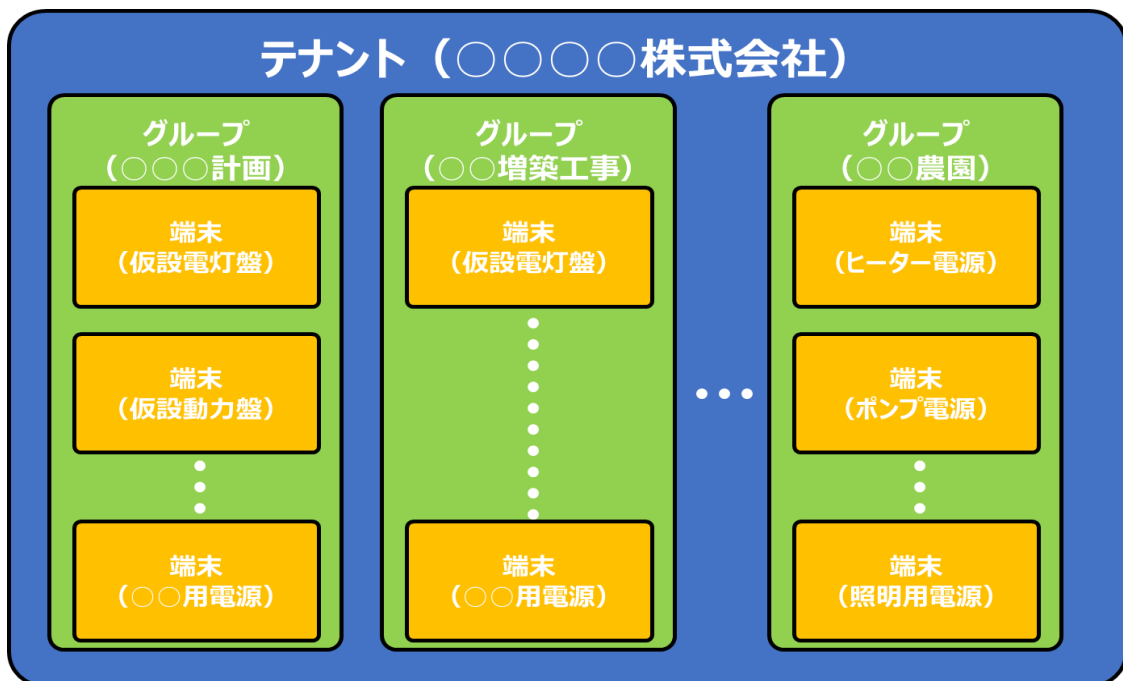 テナント（○○○○株式会社）
グループ
（○○○計画）
端末
（仮設電灯盤）
端末
（仮設動力盤）
端末
（○○用電源）
グループ
（○○増築工事）
端末
（仮設電灯盤）
端末
（○○用電源）
グループ
（○○農園）
端末
（ヒーター電源）
端末
（ポンプ電源）
端末
（照明用電源）